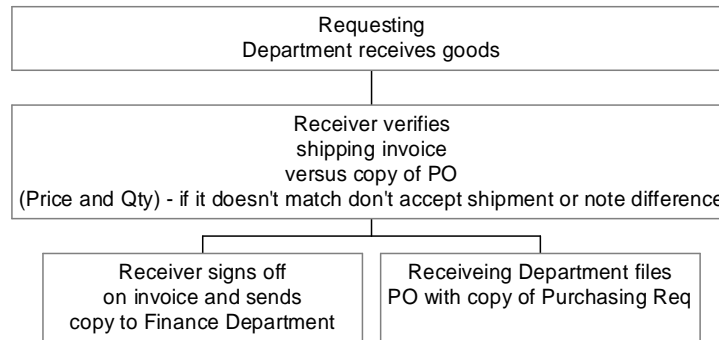 Requesting
Department receives goods
Receiver verifies
shipping invoice
versus copy of PO
(Price and Qty) - if it doesn't match don't accept shipment or note difference
Receiver signs off
on invoice and sends
copy to Finance Department
Receiveing Department files
PO with copy of Purchasing Req